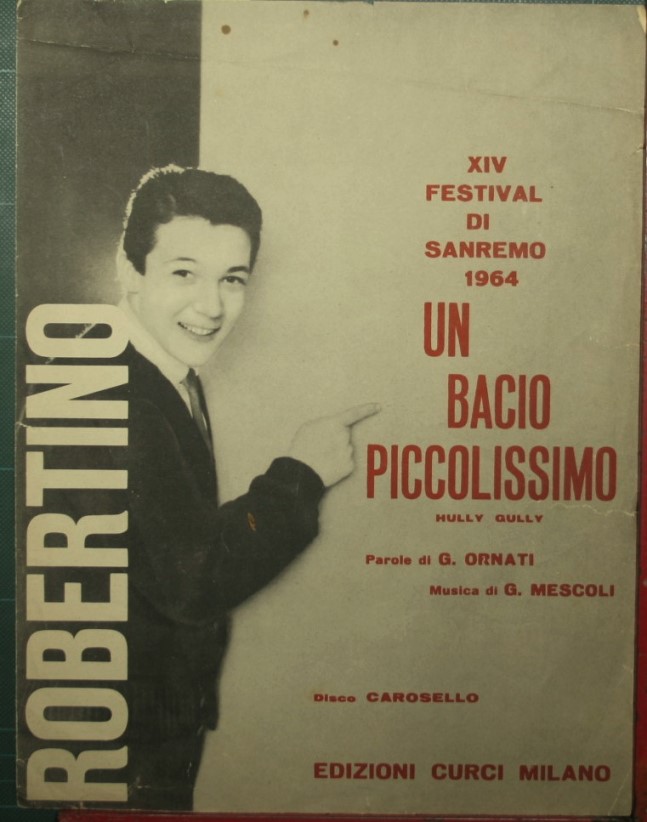 ROBERTINO
XIV
FESTIVAL
DI
SANREMO
1964
UN
BACIO
PICCOLISSIMO
HULLY GULLY
Parole di G. ORNATI
Musica di G. MESCOLI
Disco CAROSELLO
EDIZIONI CURCI MILANO